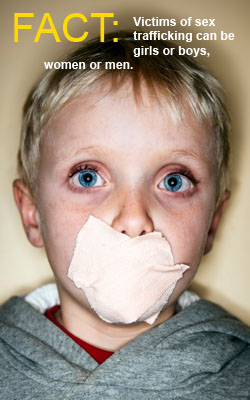 FACT: Victims of sex
trafficking can be
girls or boys,
women or men.